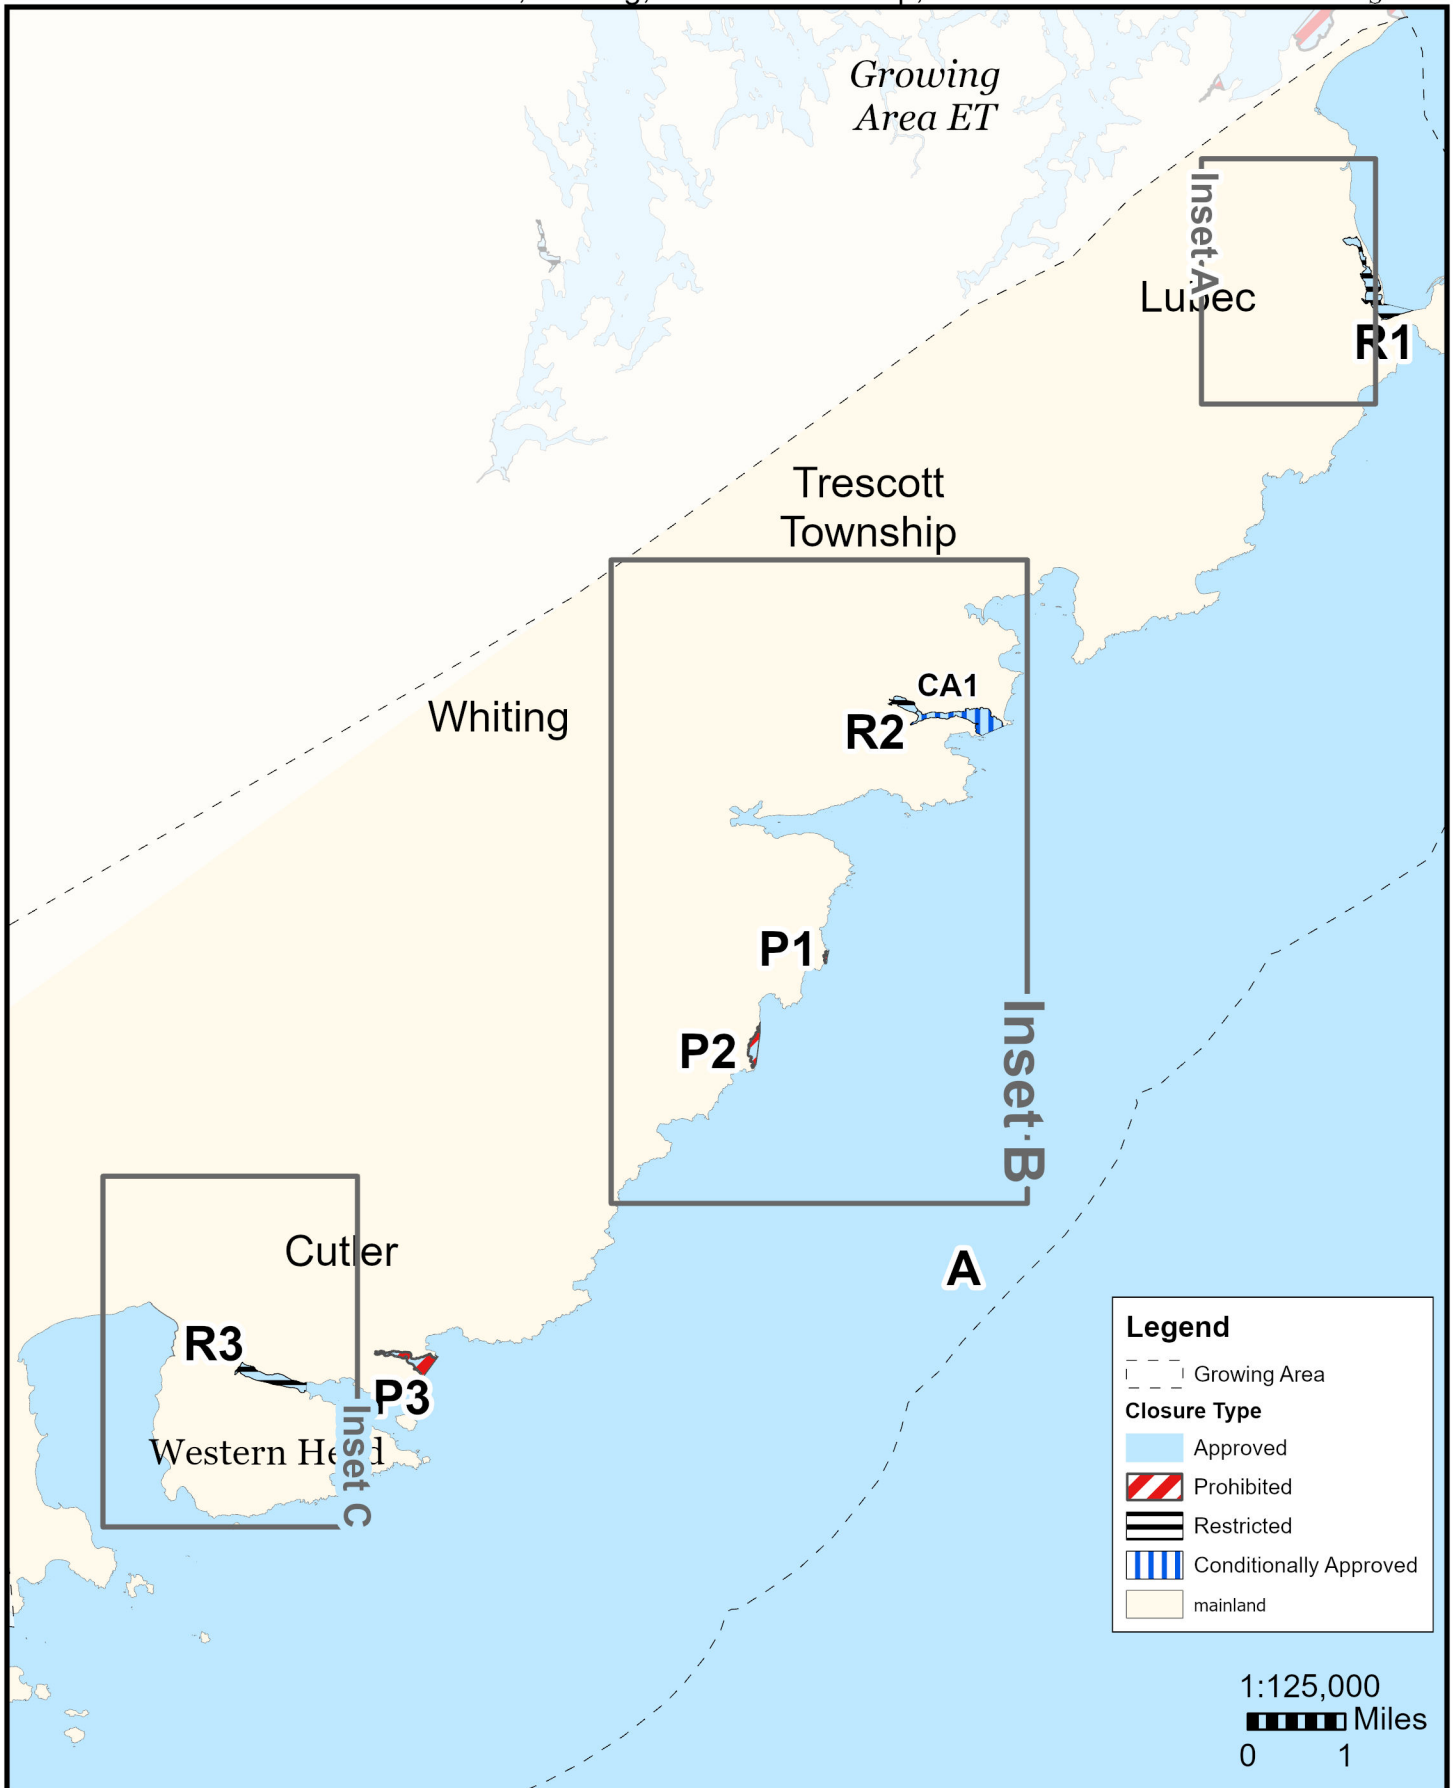 Growing
Area ET
Inset A
Lubec
R1
Trescott
Township
CA1
R2
Whiting
P1
P2
Inset B
A
Cutler
R3
P3
Inset C
Western Head
Legend
Growing Area
Closure Type
Approved
Prohibited
Restricted
Conditionally Approved
mainland
1:125,000
Miles
0 1